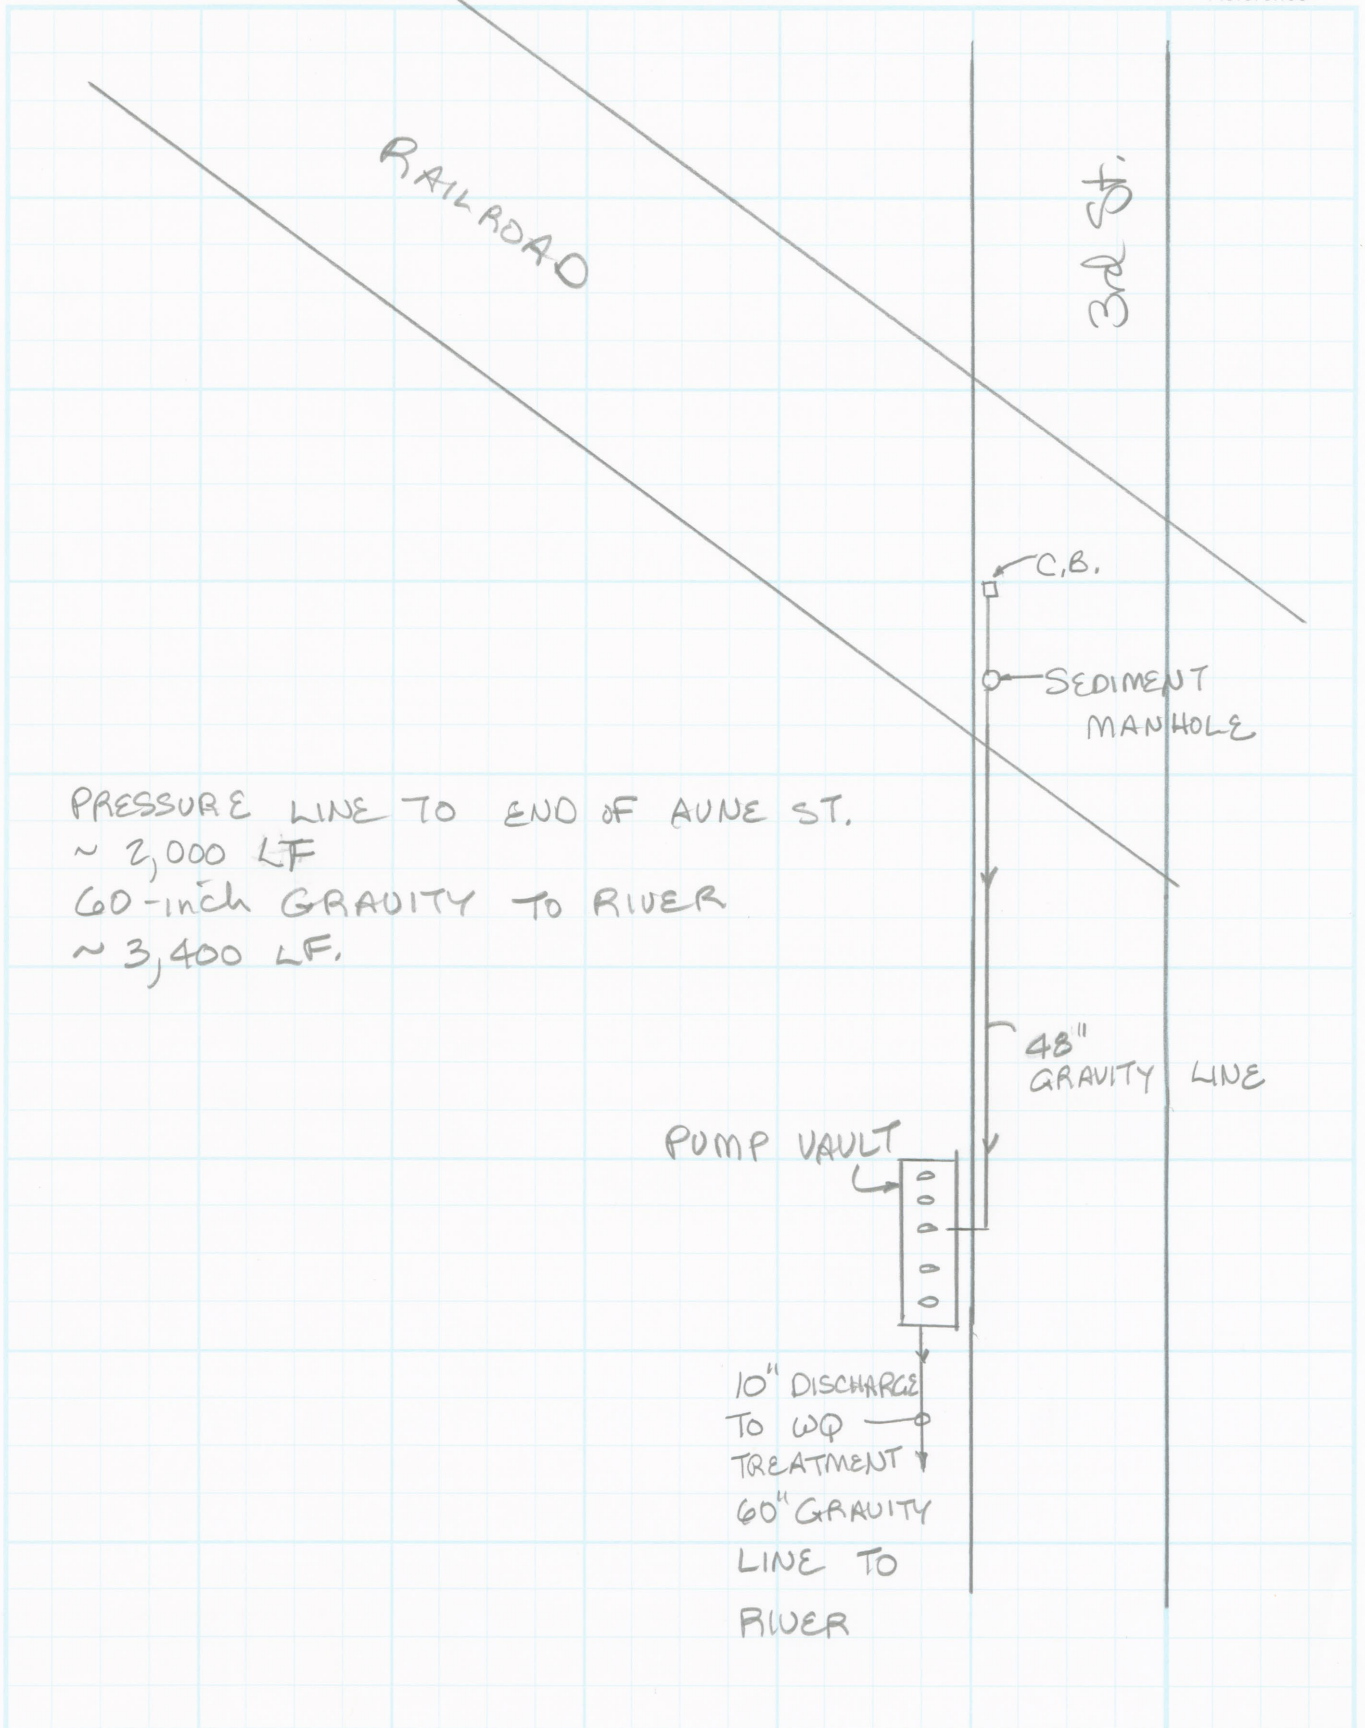 RAILROAD
3rd St.
C.B.
SEDIMENT
MANHOLE
PRESSURE LINE TO END OF AUNE ST.
~ 2,000 LF
60-inch GRAVITY TO RIVER
~ 3,400 LF.
48"
GRAVITY LINE
PUMP VAULT
10" DISCHARGE
TO WQ
TREATMENT
60" GRAVITY
LINE TO
RIVER